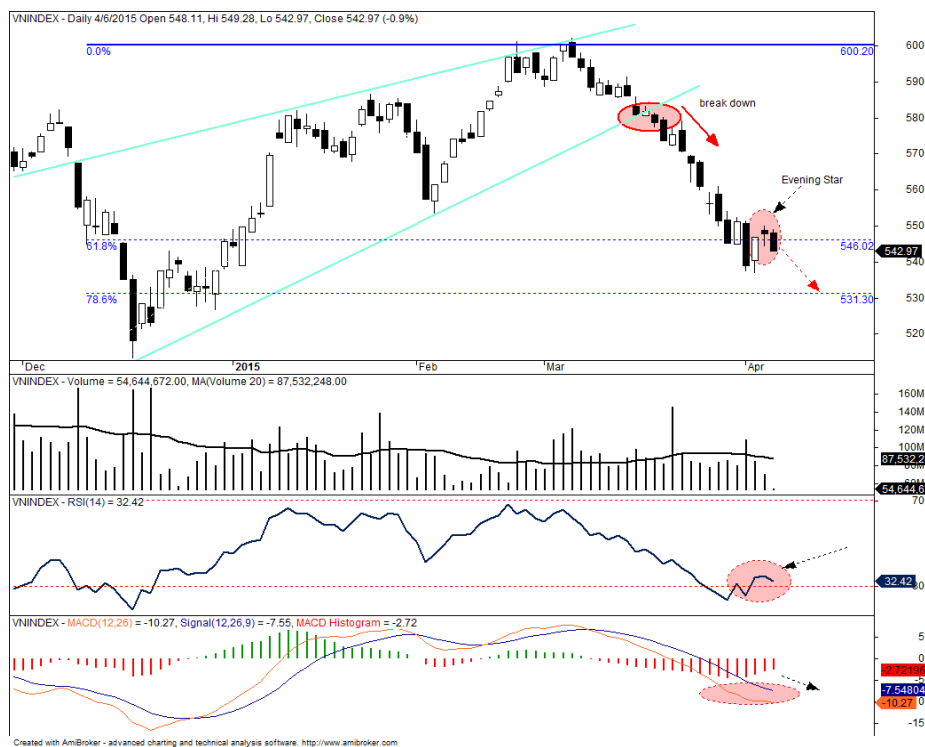 VNINDEX - Daily 4/6/2015 Open 548.11, Hi 549.28, Lo 542.97, Close 542.97 (-0.9%)
0.0%
600.20
600
590
break down
580
570
Evening Star
560
550
61.8%
546.02
542.97
540
78.6%
531.30
530
520
Dec
2015
Feb
Mar
Apr
VNINDEX - Volume = 54,644,672.00, MA(Volume 20) = 87,532,248.00
160M
140M
120M
100M
87,532.2
54,644.6
VNINDEX - RSI(14) = 32.42
70
32.42
30
VNINDEX - MACD(12,26) = -10.27, Signal(12,26,9) = -7.55, MACD Histogram = -2.72
5
0
-2.72196
-5
-7.54804
-10.27
-15
Created with AmiBroker - advanced charting and technical analysis software. http://www.amibroker.com